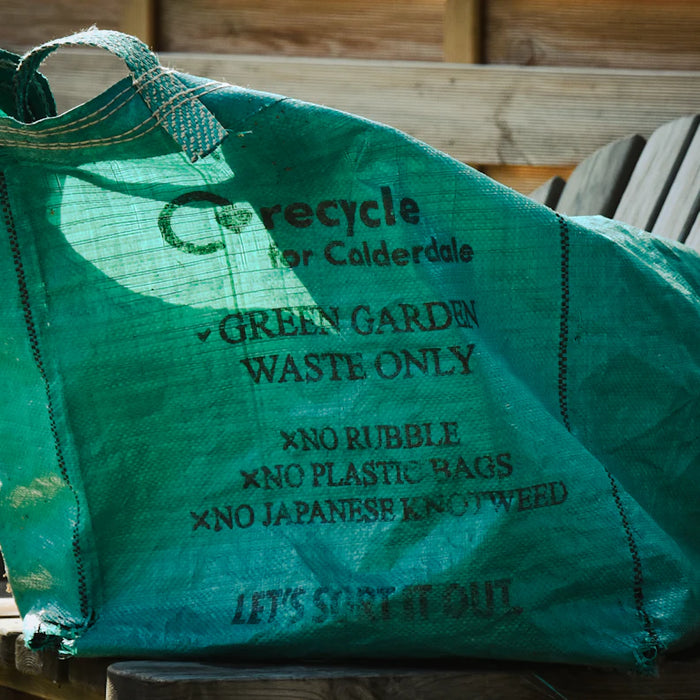 recycle
for Calderdale
GREEN GARDEN
WASTE ONLY
×NO RUBBLE
×NO PLASTIC BAGS
×NO JAPANESE KNOTWEED
LET'S SORT IT OUT.